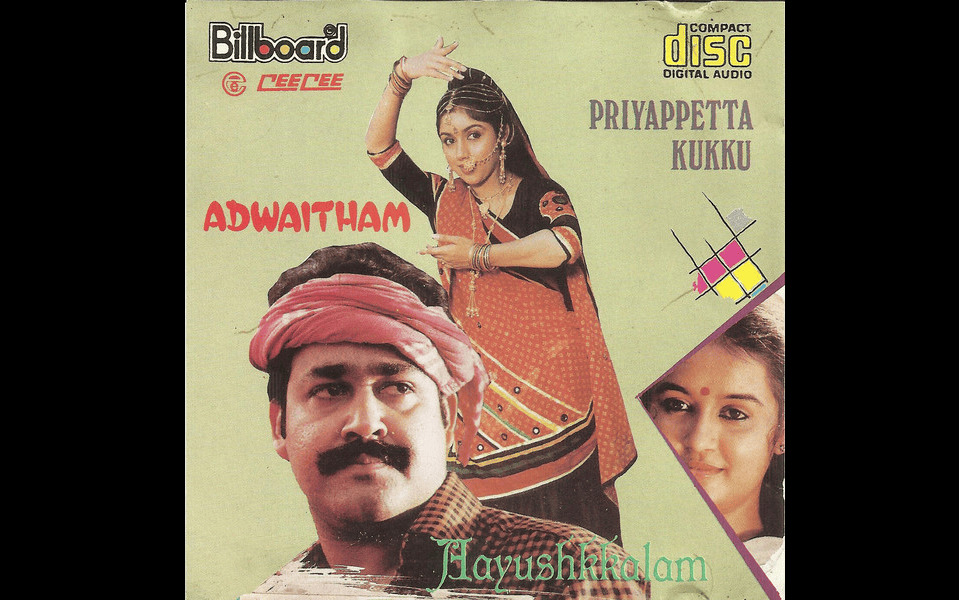 Billboard
CEE CEE
COMPACT
disc
DIGITAL AUDIO
PRIYAPPETTA
KUKKU
ADWAITHAM
Aayushkkalam